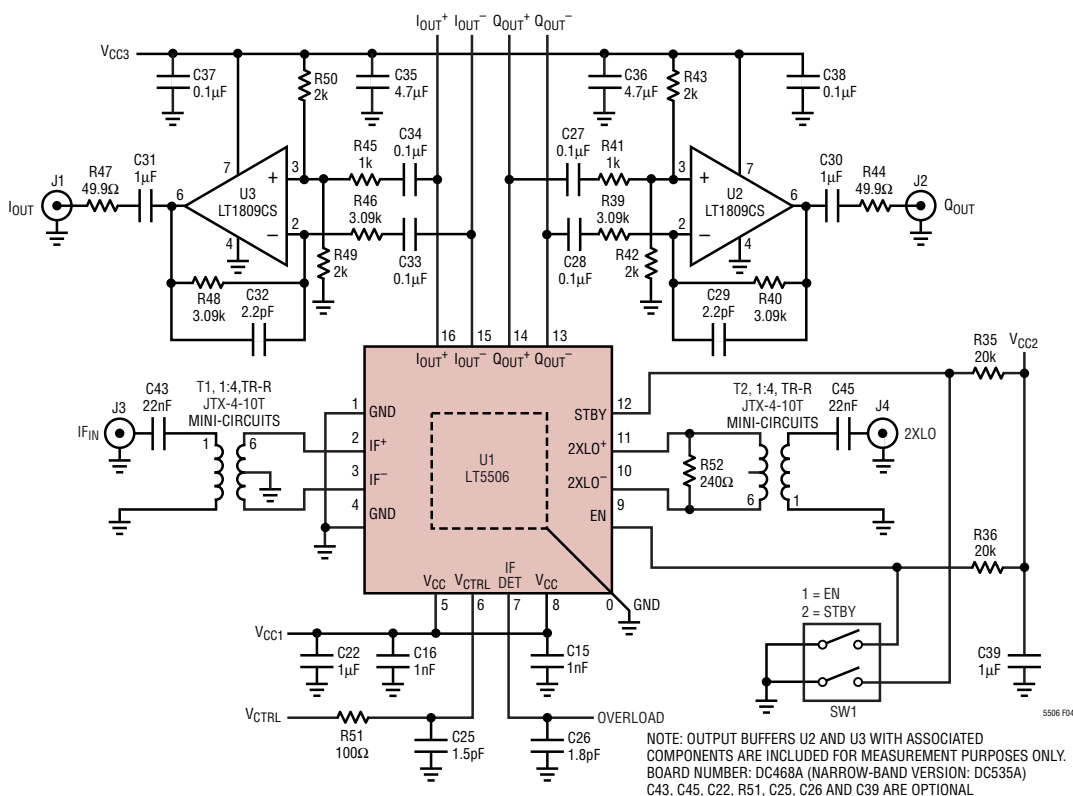 IOUT+ IOUT– QOUT+ QOUT–
VCC3
C37
0.1µF
R50
2k
C35
4.7µF
C36
4.7µF
R43
2k
C38
0.1µF
J1
IOUT
R47
49.9Ω
C31
1µF
6
7
4
3
2
+
–
U3
LT1809CS
R45
1k
C34
0.1µF
R46
3.09k
C33
0.1µF
R49
2k
R48
3.09k
C32
2.2pF
C27
0.1µF
R41
1k
R39
3.09k
C28
0.1µF
R42
2k
3
2
+
–
U2
LT1809CS
7
4
6
C30
1µF
R44
49.9Ω
J2
QOUT
C29
2.2pF
R40
3.09k
16 15 14 13
IOUT+ IOUT– QOUT+ QOUT–
R35
20k
VCC2
J3
IFIN
C43
22nF
T1, 1:4,TR-R
JTX-4-10T
MINI-CIRCUITS
1
6
1
GND
2
IF+
3
IF–
4
GND
U1
LT5506
STBY
12
2XLO+
11
2XLO–
10
EN
9
R52
240Ω
T2, 1:4, TR-R
JTX-4-10T
MINI-CIRCUITS
6
1
C45
22nF
J4
2XLO
R36
20k
VCC VCTRL IF DET VCC
5 6 7 8 0 GND
VCC1
C22
1µF
C16
1nF
C15
1nF
1 = EN
2 = STBY
SW1
C39
1µF
VCTRL
R51
100Ω
C25
1.5pF
C26
1.8pF
OVERLOAD
5506 F04
NOTE: OUTPUT BUFFERS U2 AND U3 WITH ASSOCIATED
COMPONENTS ARE INCLUDED FOR MEASUREMENT PURPOSES ONLY.
BOARD NUMBER: DC468A (NARROW-BAND VERSION: DC535A)
C43, C45, C22, R51, C25, C26 AND C39 ARE OPTIONAL